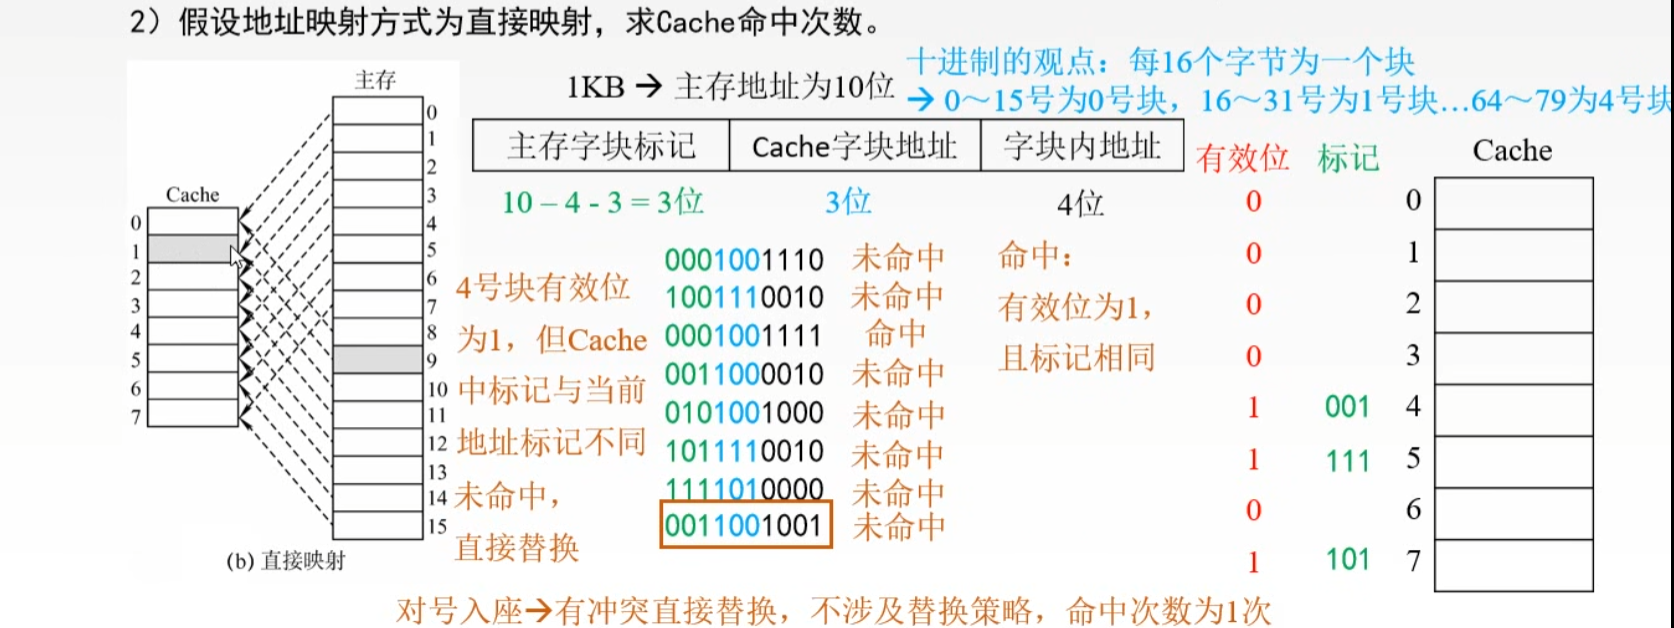 2）假设地址映射方式为直接映射，求Cache命中次数。
十进制的观点：每16个字节为一个块
→ 0～15号为0号块，16～31号为1号块…64～79为4号块
1KB → 主存地址为10位
主存字块标记 Cache字块地址 字块内地址
10 – 4 - 3 = 3位 3位 4位
主存
0
1
2
3
4
5
6
7
8
9
10
11
12
13
14
15
Cache
0
1
2
3
4
5
6
7
(b) 直接映射
4号块有效位
为1，但Cache
中标记与当前
地址标记不同
未命中，
直接替换
0001001110 未命中
1001110010 未命中
0001001111 命中
0011000010 未命中
0101001000 未命中
1011110010 未命中
1111010000 未命中
0011001001 未命中
命中：
有效位为1，
且标记相同
有效位 标记 Cache
0 0
0 1
0 2
0 3
1 001 4
1 111 5
0 6
1 101 7
对号入座→有冲突直接替换，不涉及替换策略，命中次数为1次